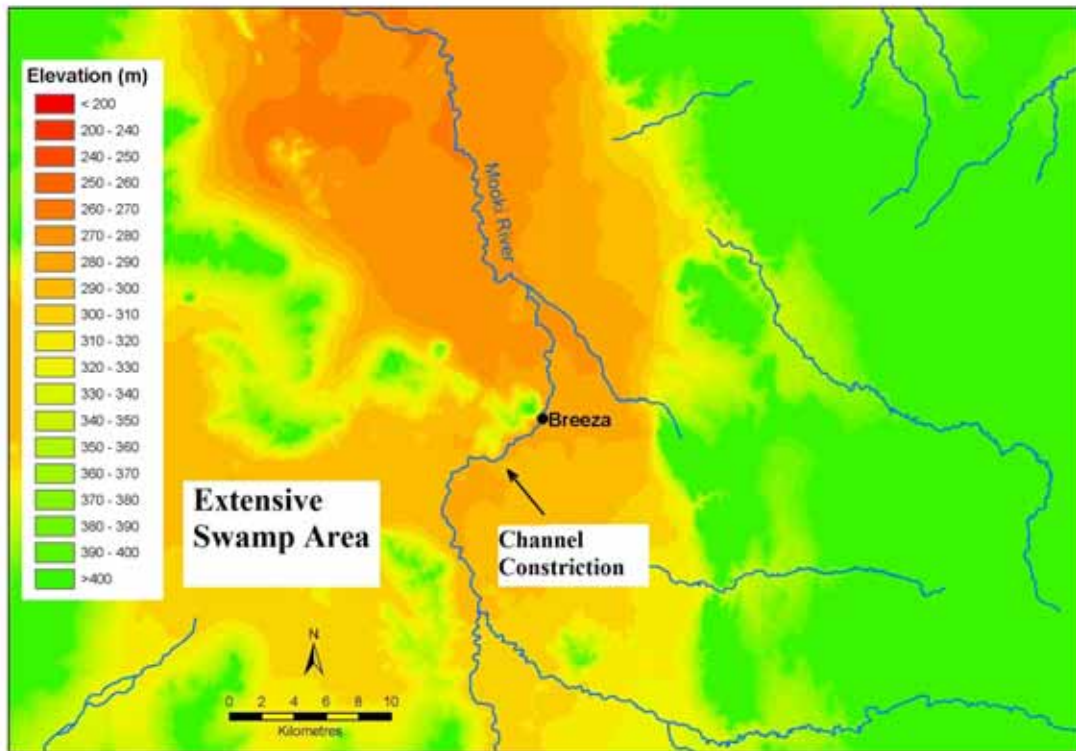 Elevation (m)
< 200
200 - 240
240 - 250
250 - 260
260 - 270
270 - 280
280 - 290
290 - 300
300 - 310
310 - 320
320 - 330
330 - 340
340 - 350
350 - 360
360 - 370
370 - 380
380 - 390
390 - 400
>400
Mooki River
Breeza
Extensive
Swamp Area
Channel
Constriction
N
0 2 4 6 8 10
Kilometres